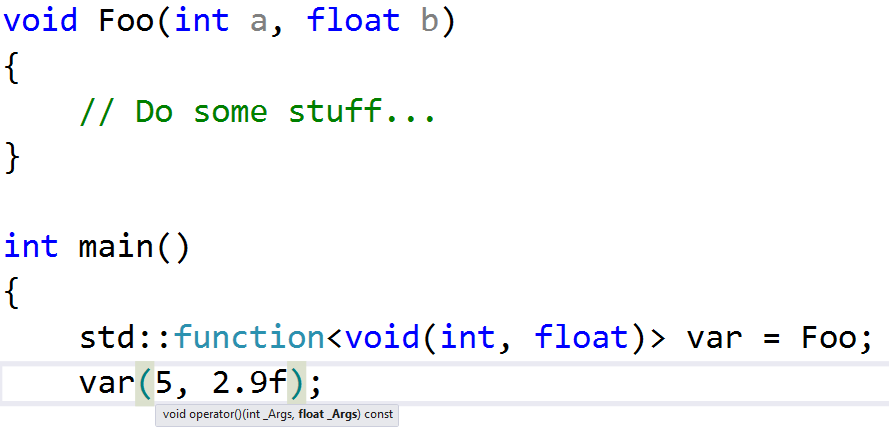 void Foo(int a, float b)
{
    // Do some stuff...
}

int main()
{
    std::function<void(int, float)> var = Foo;
    var(5, 2.9f);
void operator()(int _Args, float _Args) const